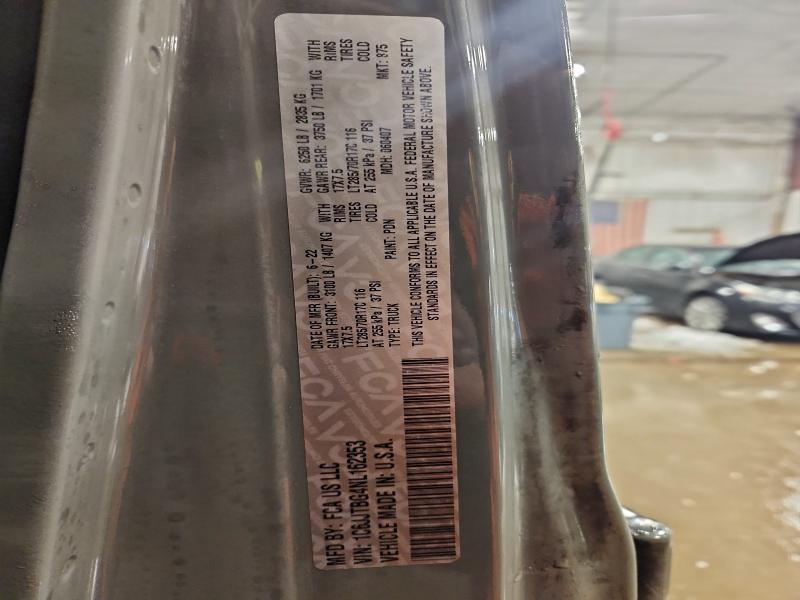 MFD BY: FCA US LLC
DATE OF MFR (BUILT): 6-22
GVWR: 6250 LB / 2835 KG
GAWR FRONT: 3100 LB / 1407 KG WITH
GAWR REAR: 3750 LB / 1701 KG WITH
17X7.5 RIMS
17X7.5 RIMS
LT285/70R17C 116 TIRES
LT285/70R17C 116 TIRES
AT 255 kPa / 37 PSI COLD
AT 255 kPa / 37 PSI COLD
TYPE: TRUCK PAINT: PDN MDH: 060407 MKT: 875
VIN: 1C6JJTBG4NL162353
VEHICLE MADE IN: U.S.A.
THIS VEHICLE CONFORMS TO ALL APPLICABLE U.S.A. FEDERAL MOTOR VEHICLE SAFETY
STANDARDS IN EFFECT ON THE DATE OF MANUFACTURE SHOWN ABOVE.